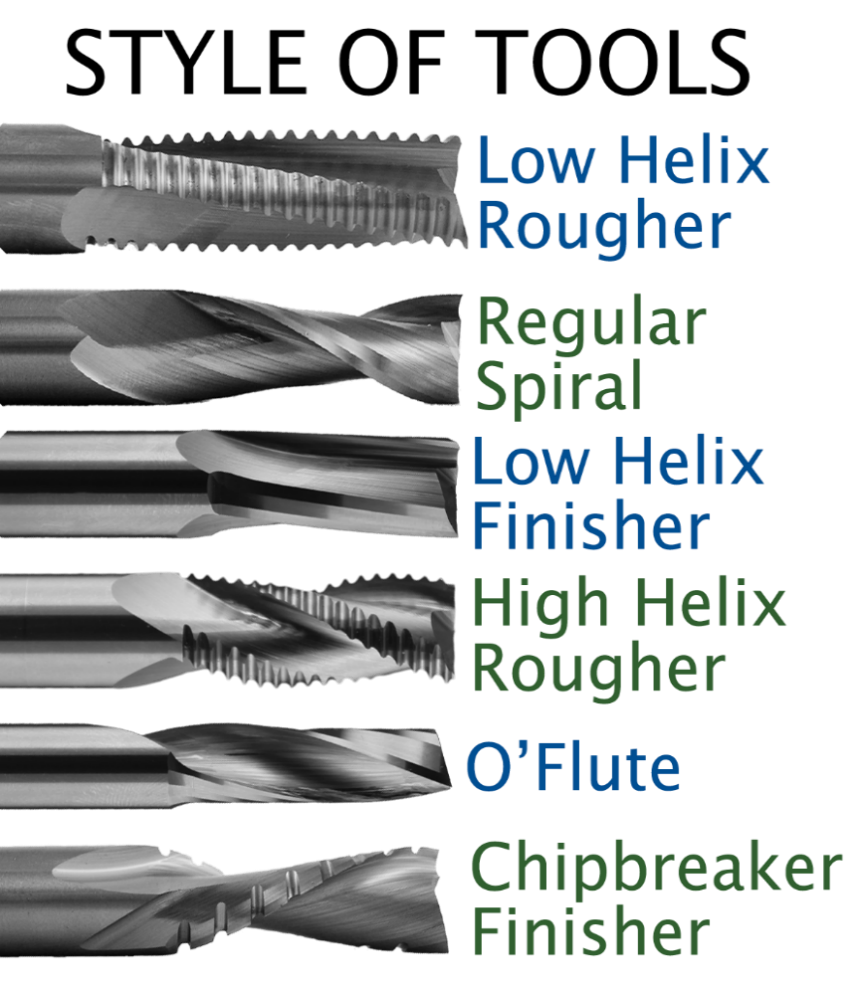 STYLE OF TOOLS
Low Helix
Rougher
Regular
Spiral
Low Helix
Finisher
High Helix
Rougher
O’Flute
Chipbreaker
Finisher